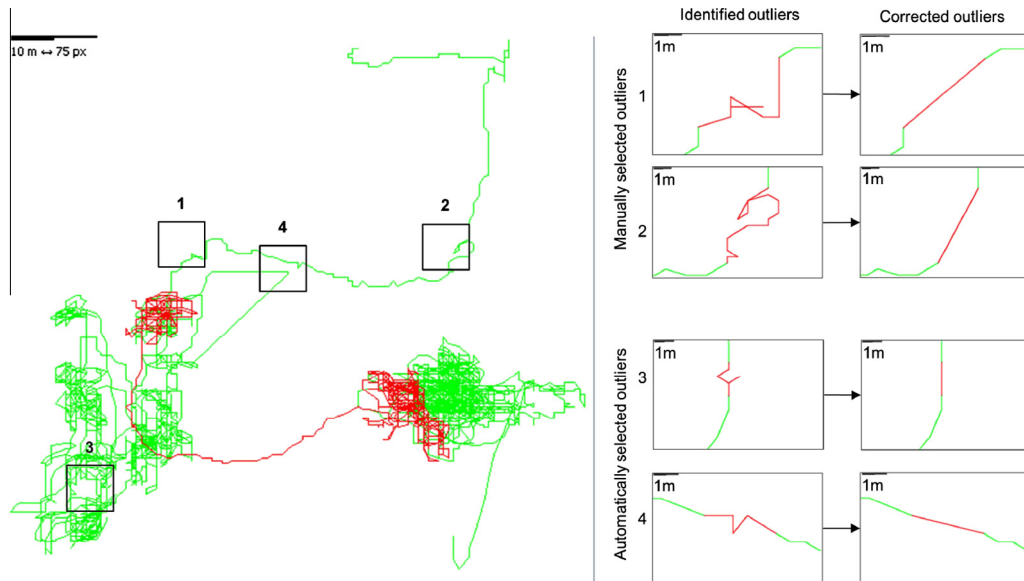 10 m ↔ 75 px
1
4
2
3
Identified outliers
Corrected outliers
Manually selected outliers
1
1m
1m
2
1m
1m
Automatically selected outliers
3
1m
1m
4
1m
1m